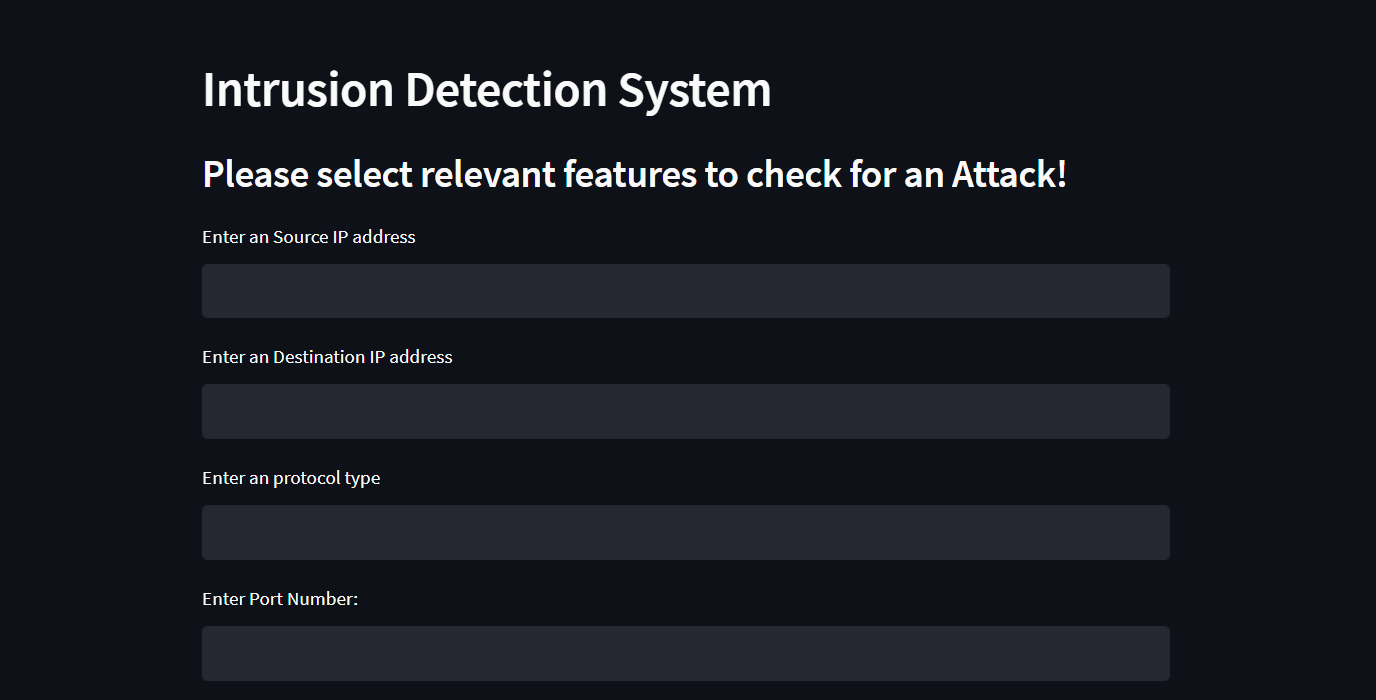 Intrusion Detection System
Please select relevant features to check for an Attack!
Enter an Source IP address
Enter an Destination IP address
Enter an protocol type
Enter Port Number: